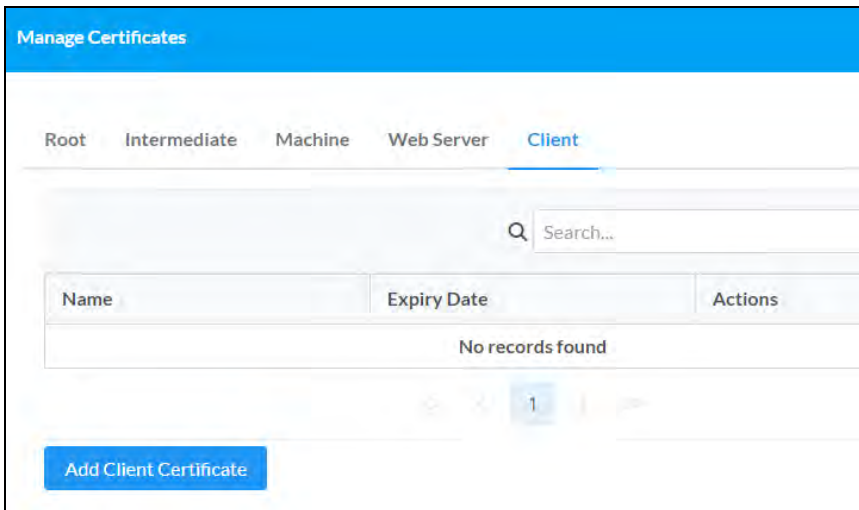 Manage Certificates
Root Intermediate Machine Web Server Client
Search...
Name Expiry Date Actions
No records found
1
Add Client Certificate